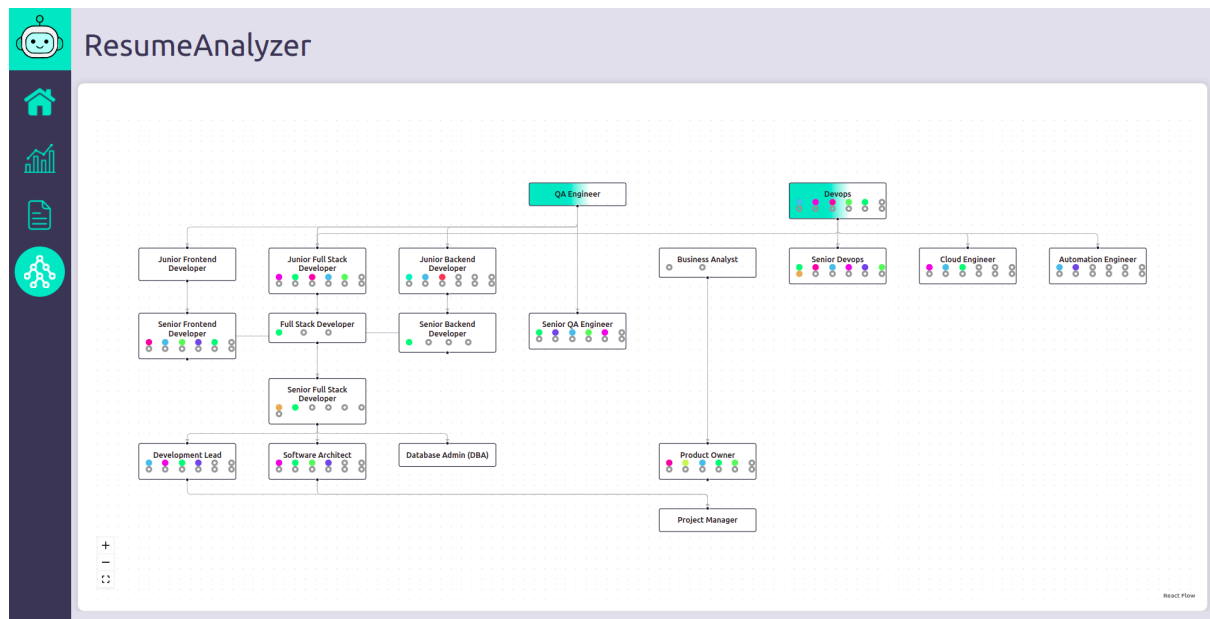 ResumeAnalyzer
QA Engineer
Devops
Junior Frontend
Developer
Junior Full Stack
Developer
Junior Backend
Developer
Business Analyst
Senior Devops
Cloud Engineer
Automation Engineer
Senior Frontend
Developer
Full Stack Developer
Senior Backend
Developer
Senior QA Engineer
Senior Full Stack
Developer
Development Lead
Software Architect
Database Admin (DBA)
Product Owner
Project Manager
React Flow